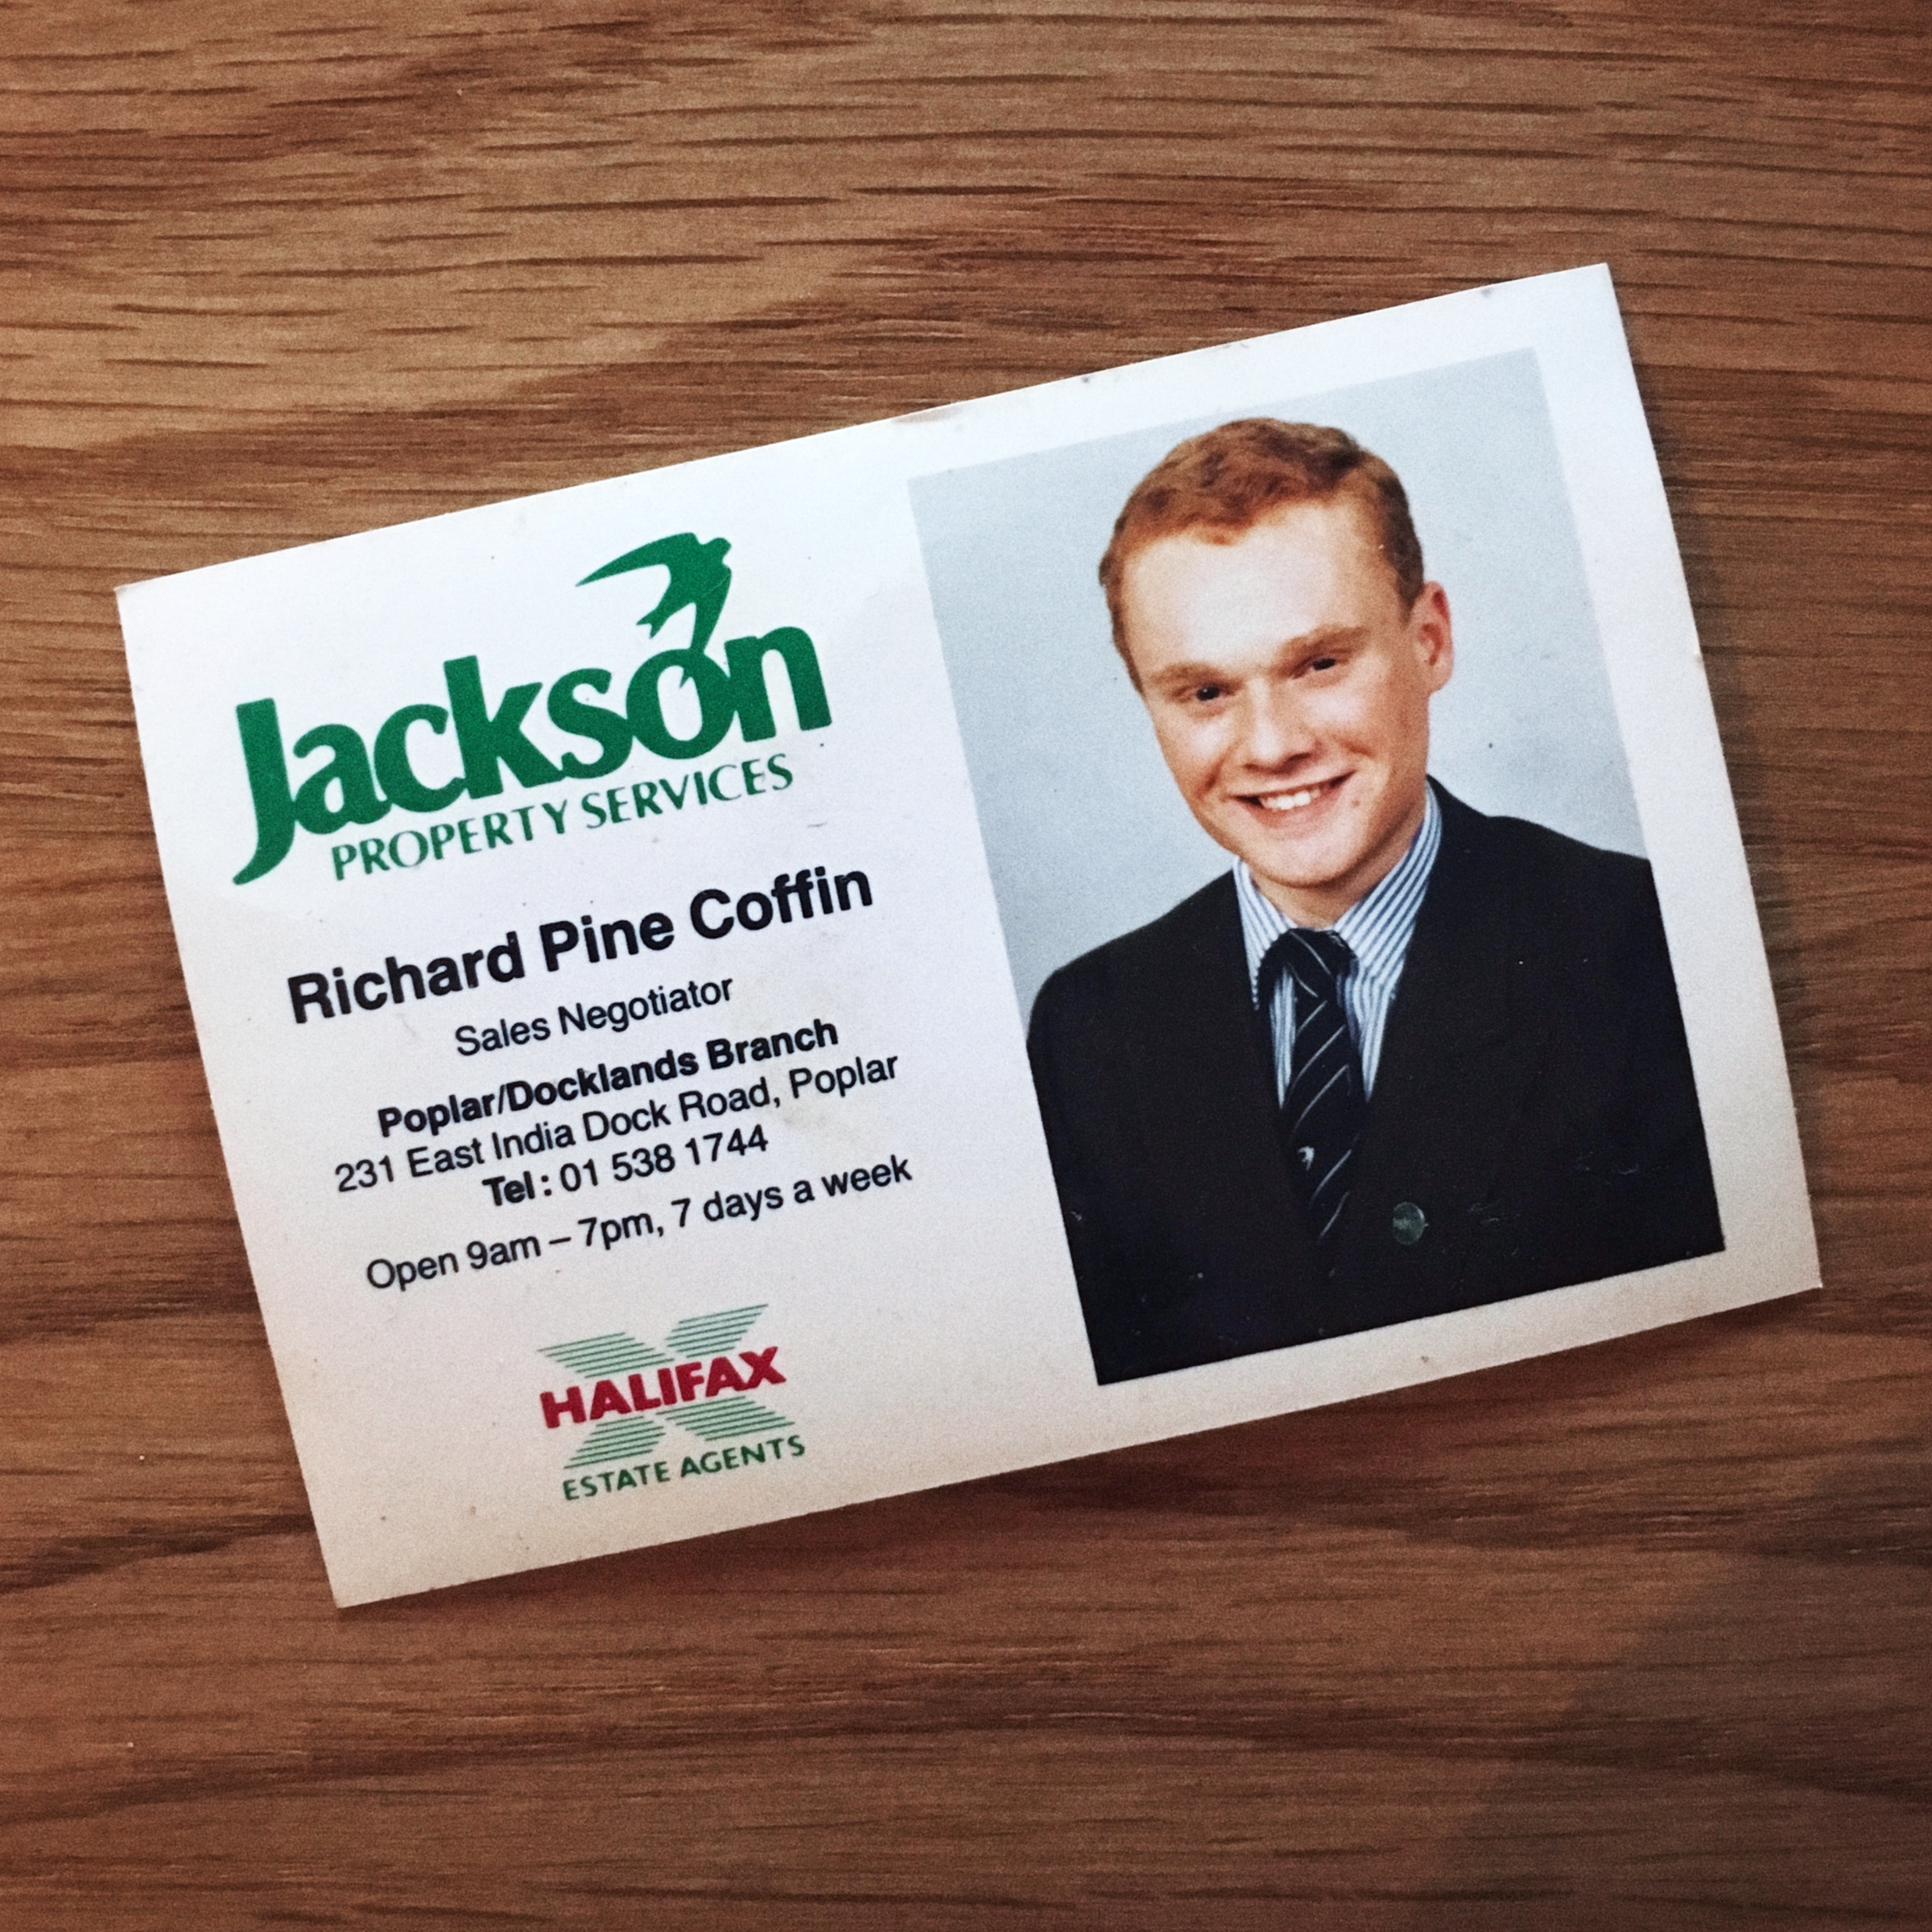 Jackson
PROPERTY SERVICES
Richard Pine Coffin
Sales Negotiator
Poplar/Docklands Branch
231 East India Dock Road, Poplar
Tel: 01 538 1744
Open 9am – 7pm, 7 days a week
HALIFAX
ESTATE AGENTS